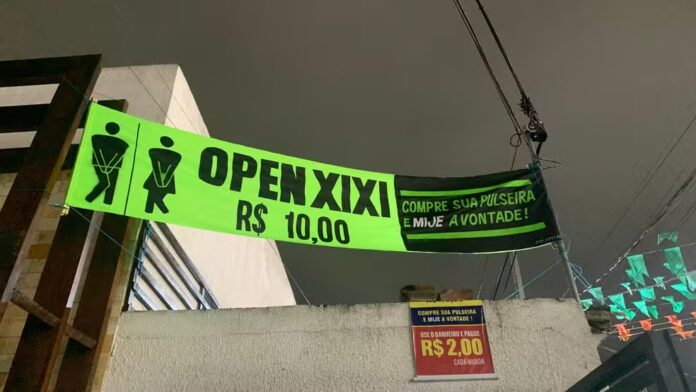 OPEN XIXI
R$ 10,00
COMPRE SUA PULSEIRA
E MIJE A VONTADE!
COMPRE SUA PULSEIRA
E MIJE A VONTADE!
USE O BANHEIRO E PAGUE
R$ 2,00
CADA MIJADA